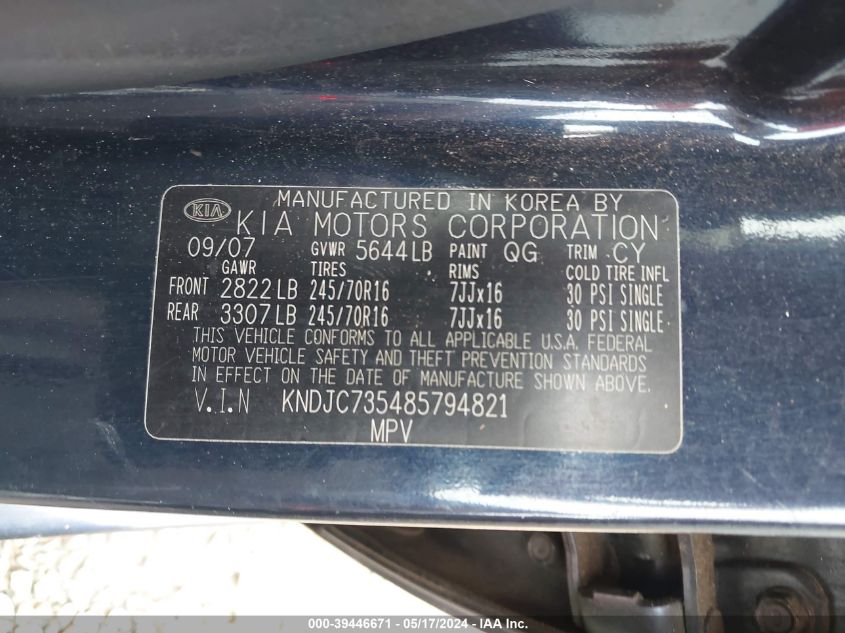 MANUFACTURED IN KOREA BY
KIA KIA MOTORS CORPORATION
09/07 GVWR 5644LB PAINT QG TRIM CY
GAWR TIRES RIMS COLD TIRE INFL
FRONT 2822LB 245/70R16 7JJx16 30 PSI SINGLE
REAR 3307LB 245/70R16 7JJx16 30 PSI SINGLE
THIS VEHICLE CONFORMS TO ALL APPLICABLE U.S.A. FEDERAL
MOTOR VEHICLE SAFETY AND THEFT PREVENTION STANDARDS
IN EFFECT ON THE DATE OF MANUFACTURE SHOWN ABOVE.
V.I.N KNDJC735485794821
MPV
000-39446671 - 05/17/2024 - IAA Inc.